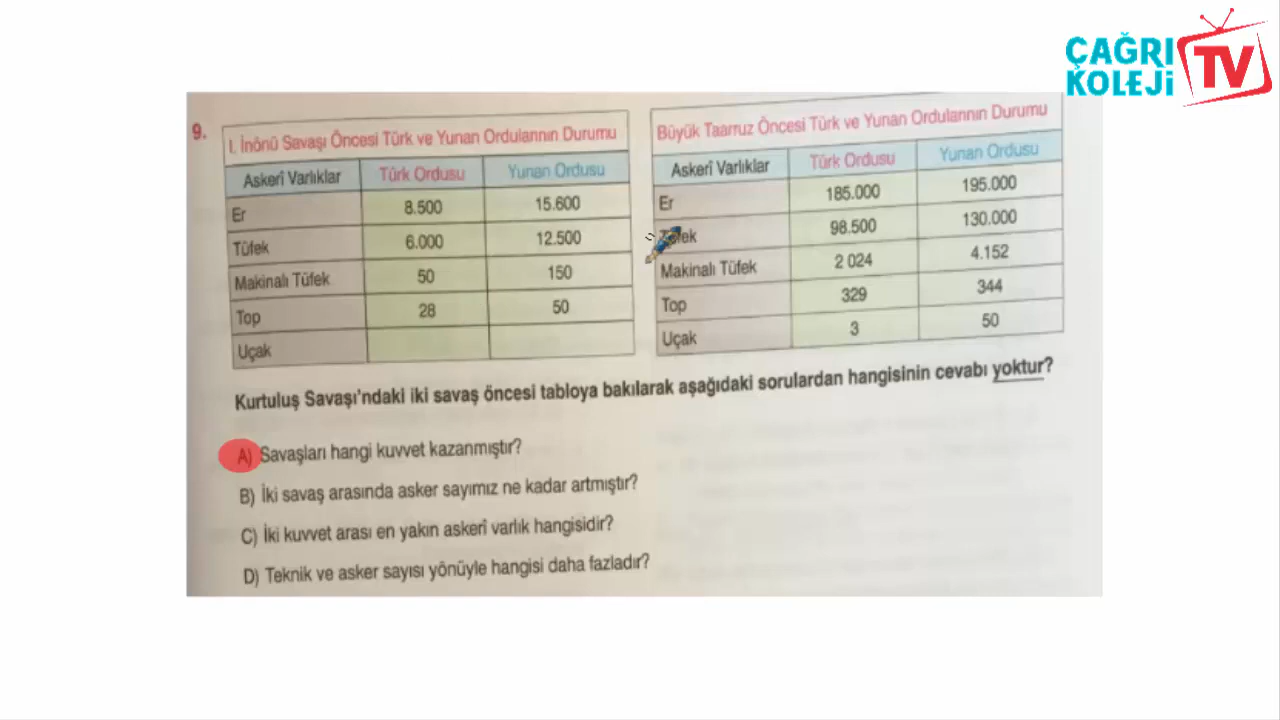 ÇAĞRI
KOLEJİ
TV
9.
I. İnönü Savaşı Öncesi Türk ve Yunan Ordularının Durumu
Askerî Varlıklar Türk Ordusu Yunan Ordusu
Er 8.500 15.600
Tüfek 6.000 12.500
Makinalı Tüfek 50 150
Top 28 50
Uçak
Büyük Taarruz Öncesi Türk ve Yunan Ordularının Durumu
Askerî Varlıklar Türk Ordusu Yunan Ordusu
Er 185.000 195.000
Tüfek 98.500 130.000
Makinalı Tüfek 2 024 4.152
Top 329 344
Uçak 3 50
Kurtuluş Savaşı'ndaki iki savaş öncesi tabloya bakılarak aşağıdaki sorulardan hangisinin cevabı yoktur?
A) Savaşları hangi kuvvet kazanmıştır?
B) İki savaş arasında asker sayımız ne kadar artmıştır?
C) İki kuvvet arası en yakın askerî varlık hangisidir?
D) Teknik ve asker sayısı yönüyle hangisi daha fazladır?